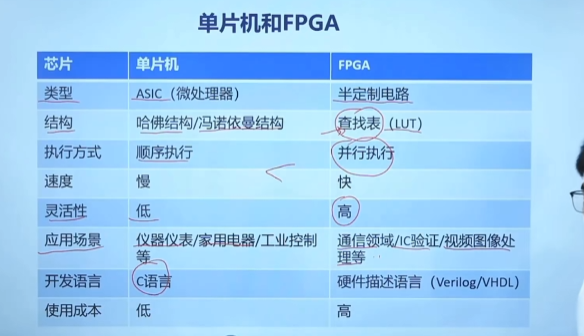 单片机和FPGA
芯片 单片机 FPGA
类型 ASIC（微处理器） 半定制电路
结构 哈佛结构/冯诺依曼结构 查找表（LUT）
执行方式 顺序执行 并行执行
速度 慢 快
灵活性 低 高
应用场景 仪器仪表/家用电器/工业控制等 通信领域/IC验证/视频图像处理等
开发语言 C语言 硬件描述语言（Verilog/VHDL）
使用成本 低 高